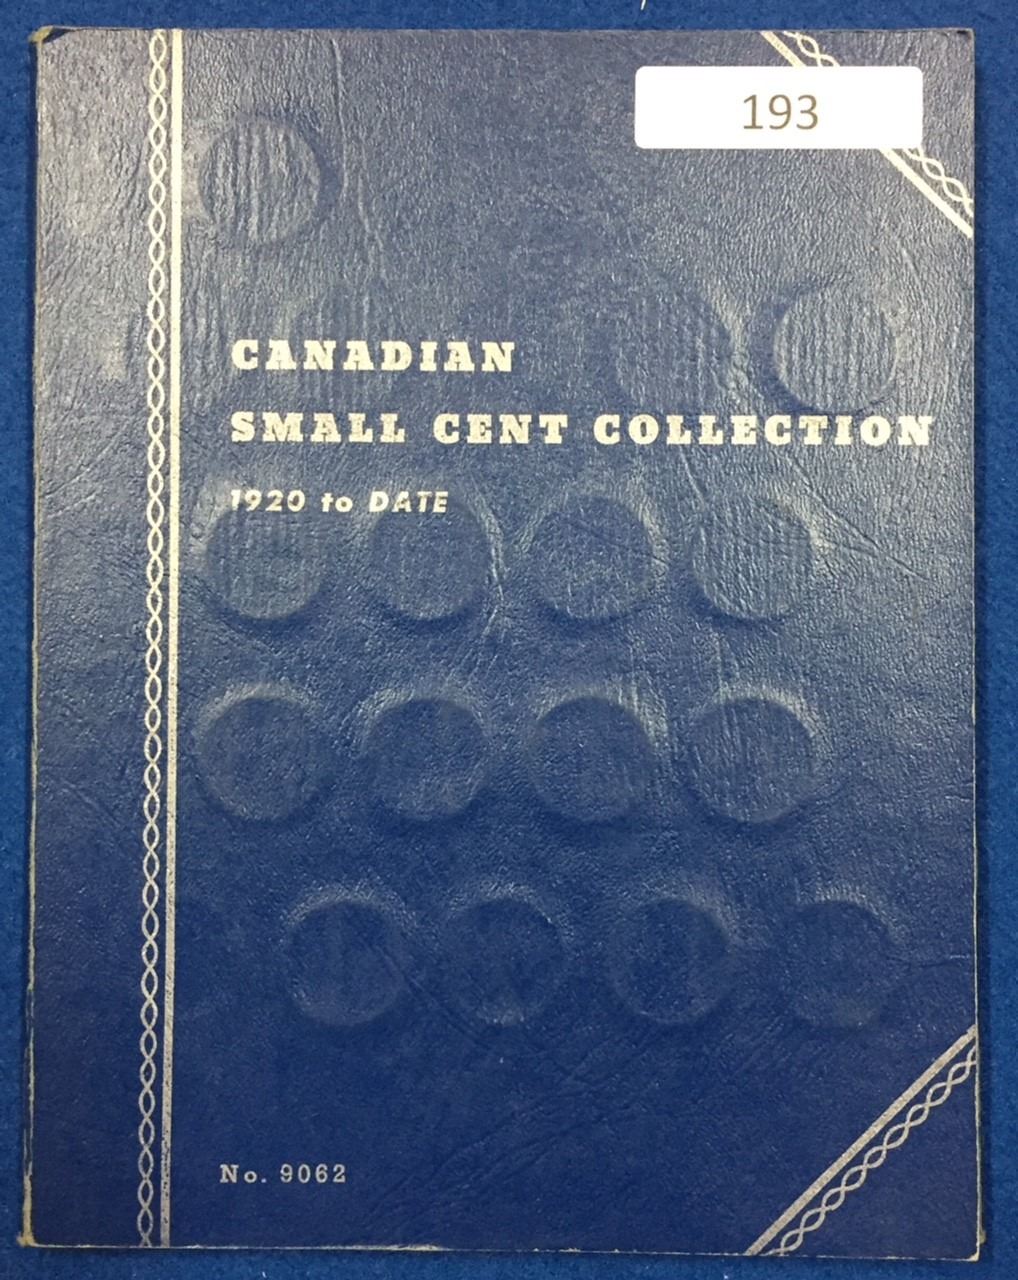 193
CANADIAN
SMALL CENT COLLECTION
1920 to DATE
No. 9062